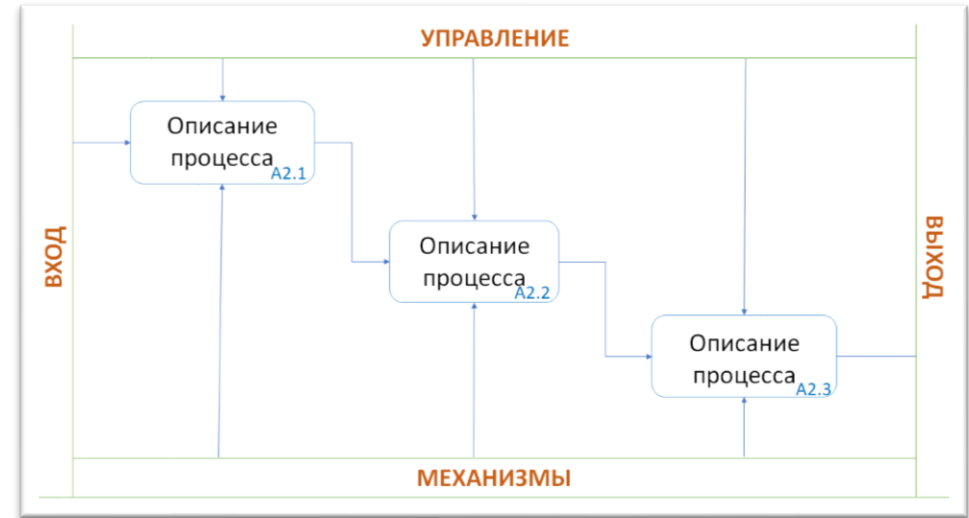 УПРАВЛЕНИЕ
Описание
процесса
A2.1
ВХОД
Описание
процесса
A2.2
ВЫХОД
Описание
процесса
A2.3
МЕХАНИЗМЫ